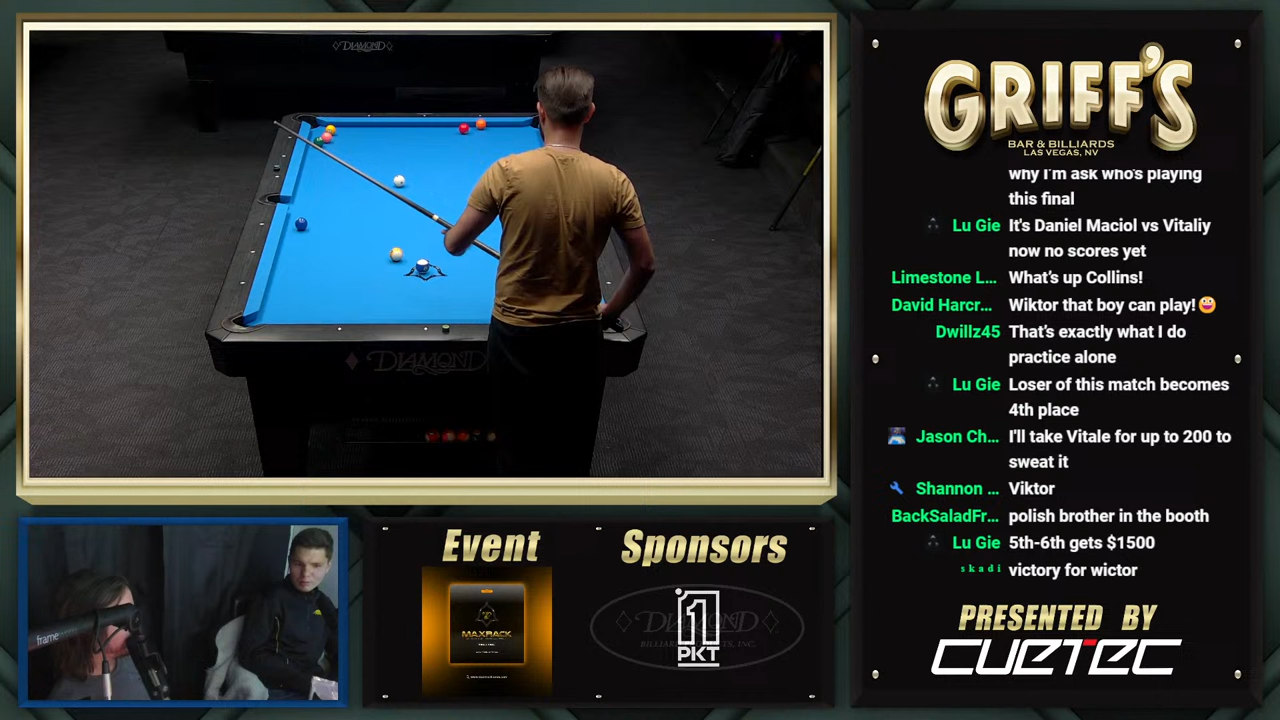 DIAMOND
DIAMOND
GRIFF'S
BAR & BILLIARDS
LAS VEGAS, NV
why I'm ask who's playing
this final
Lu Gie It's Daniel Maciol vs Vitaliy
now no scores yet
Limestone L... What's up Collins!
David Harcr... Wiktor that boy can play!😀
Dwillz45 That's exactly what I do
practice alone
Lu Gie Loser of this match becomes
4th place
Jason Ch... I'll take Vitale for up to 200 to
sweat it
Shannon ... Viktor
BackSaladFr... polish brother in the booth
Lu Gie 5th-6th gets $1500
skadi victory for wictor
PRESENTED BY
CUETEC
Event
MAXRACK
Sponsors
DIAMOND
1
PKT
frame